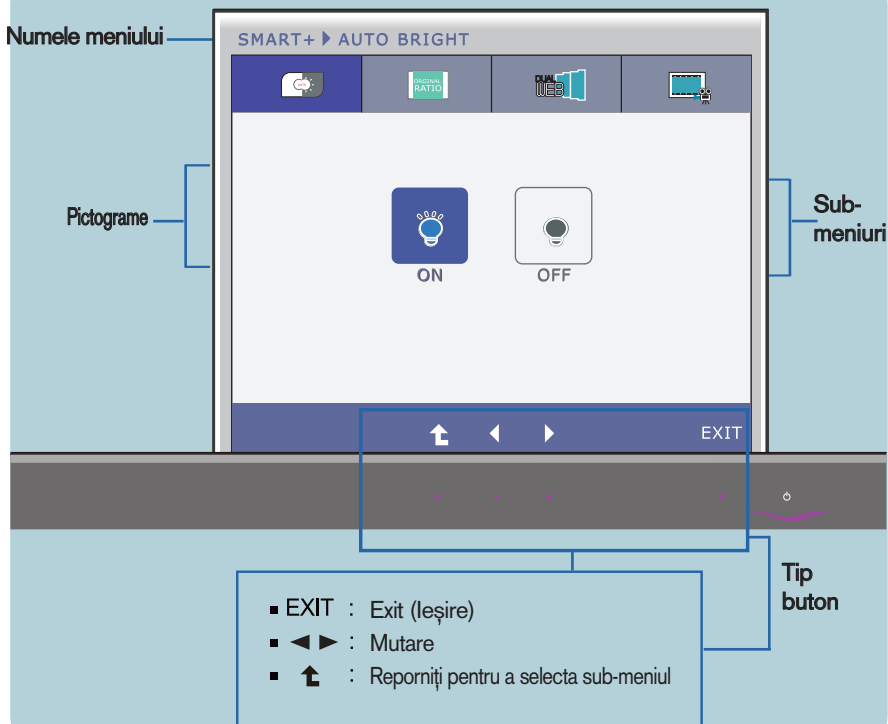 Numele meniului
SMART+ AUTO BRIGHT
ORIGINAL
RATIO
DUAL
WEB
Pictograme
Sub-
meniuri
ON
OFF
EXIT
Tip
buton
EXIT : Exit (Ieșire)
◄ ► : Mutare
: Reporniți pentru a selecta sub-meniul